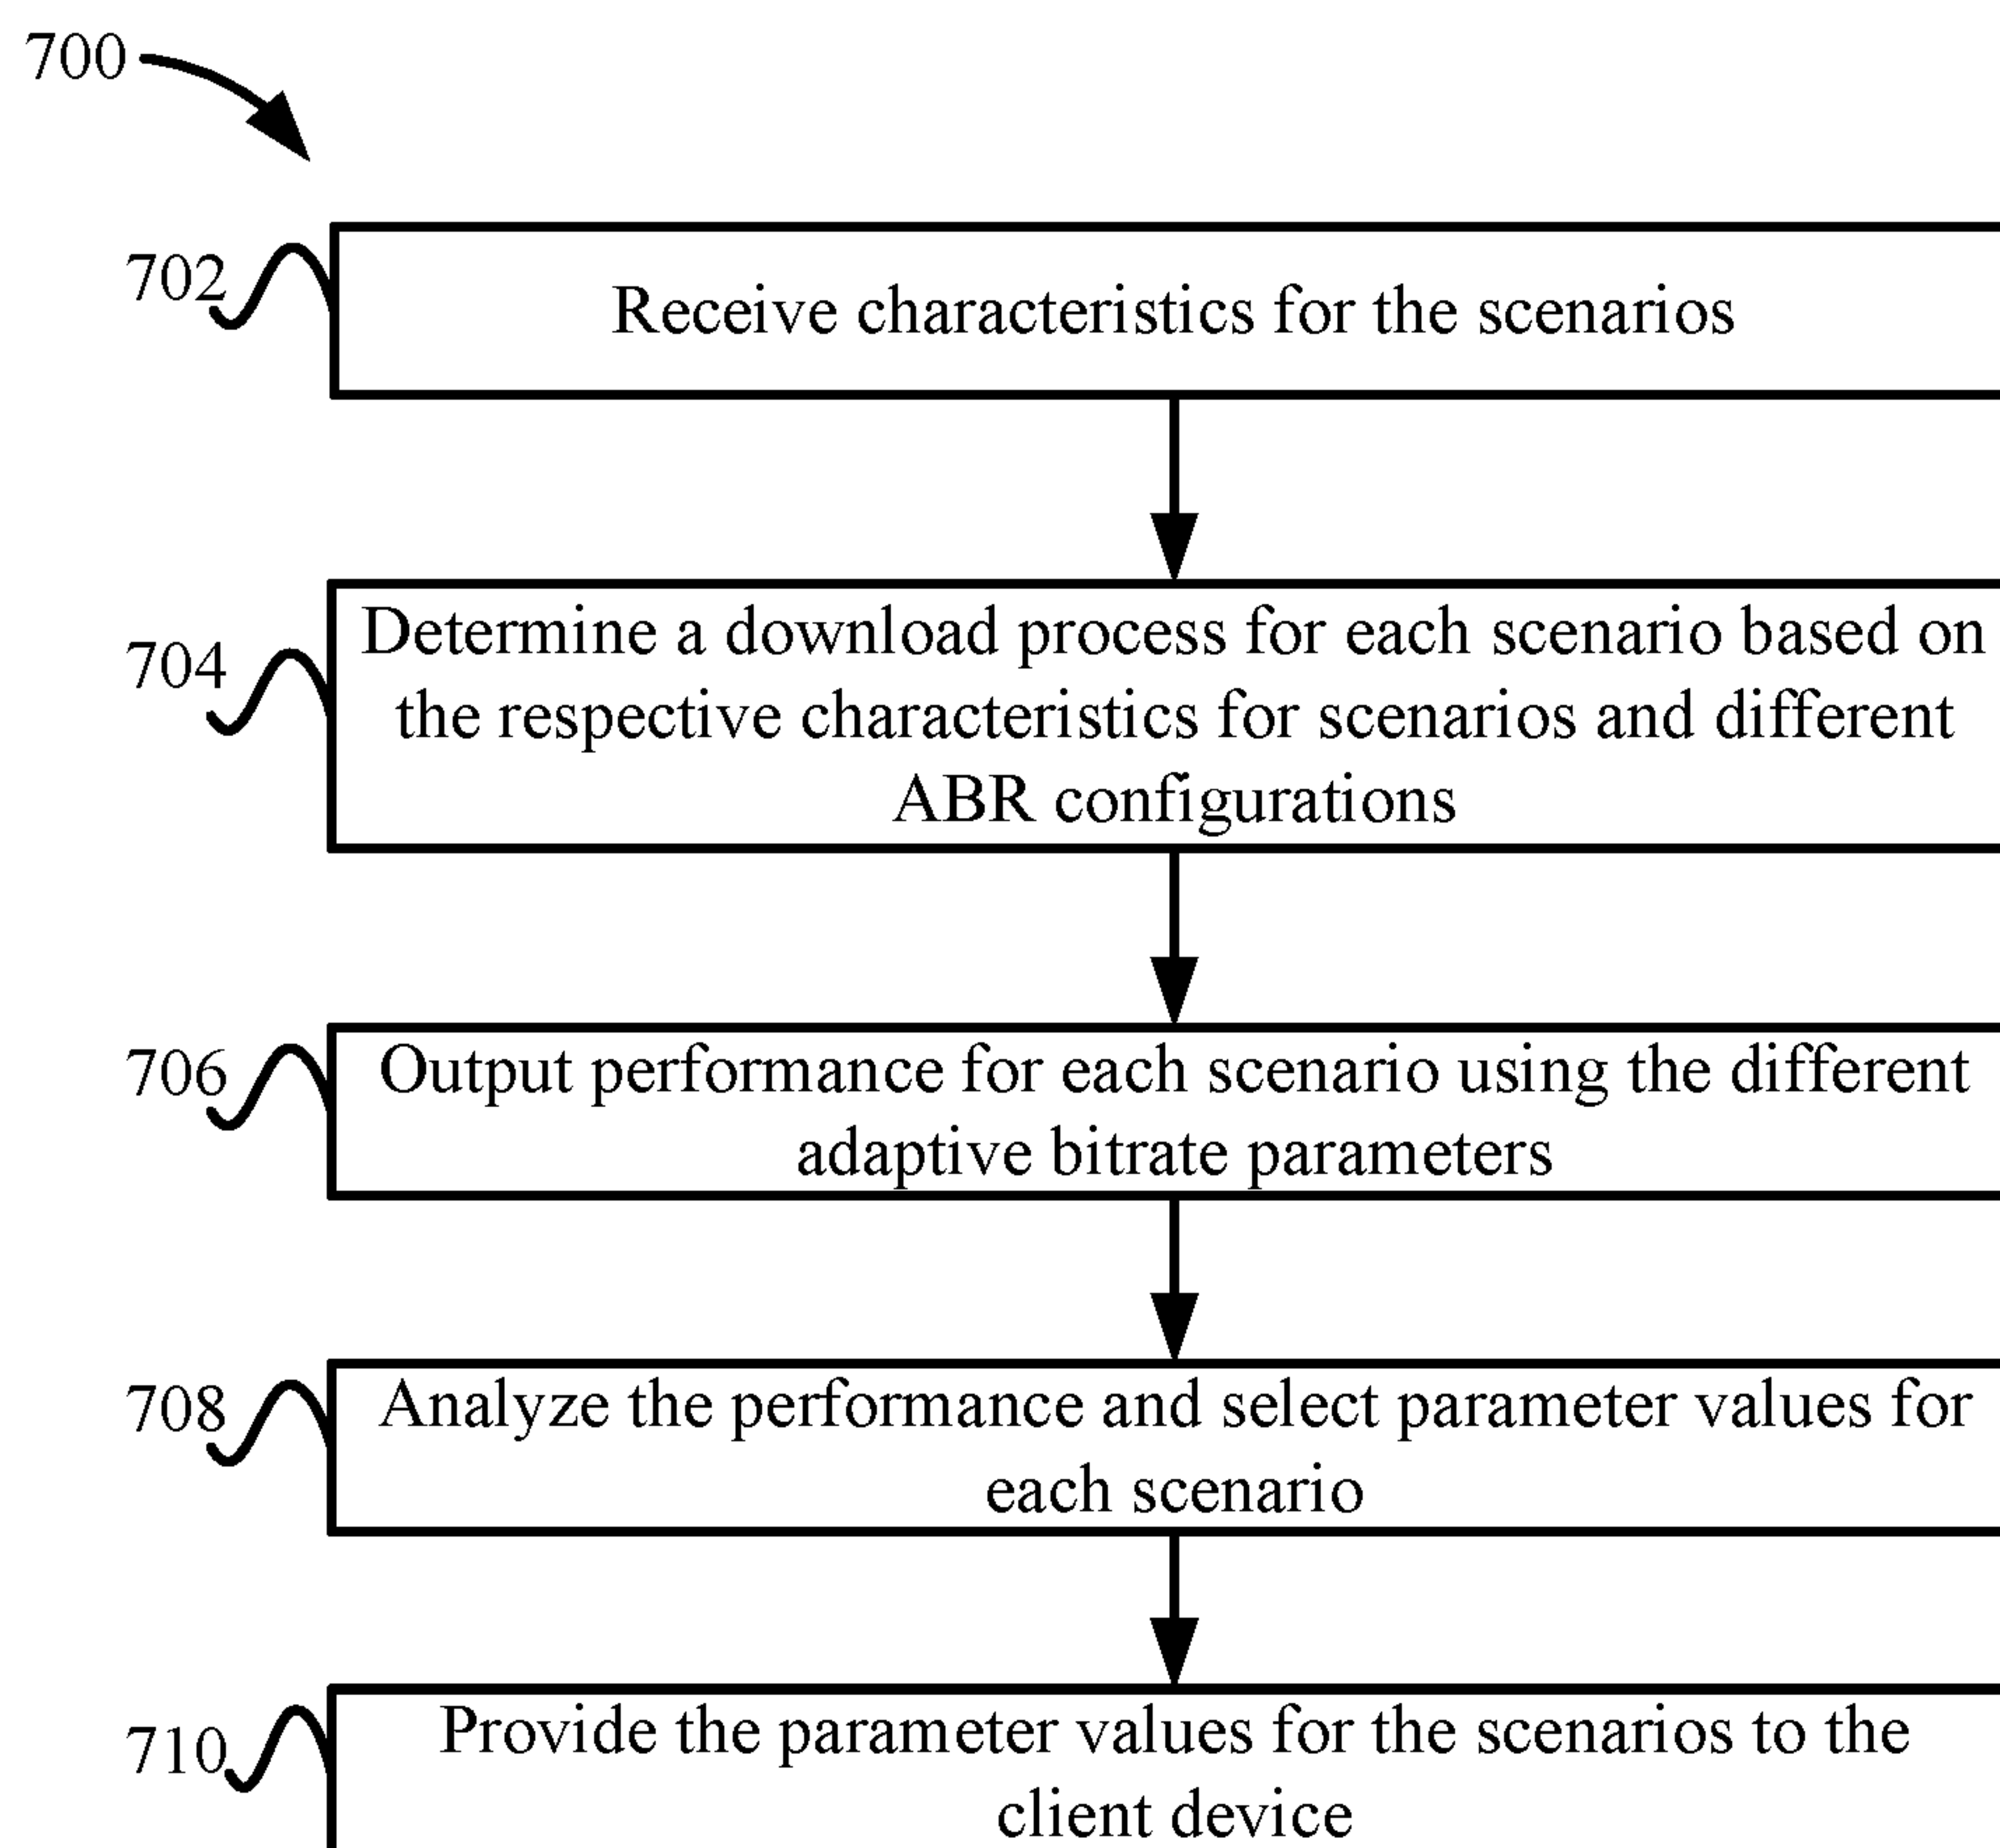 700
702
Receive characteristics for the scenarios
704
Determine a download process for each scenario based on
the respective characteristics for scenarios and different
ABR configurations
706
Output performance for each scenario using the different
adaptive bitrate parameters
708
Analyze the performance and select parameter values for
each scenario
710
Provide the parameter values for the scenarios to the
client device